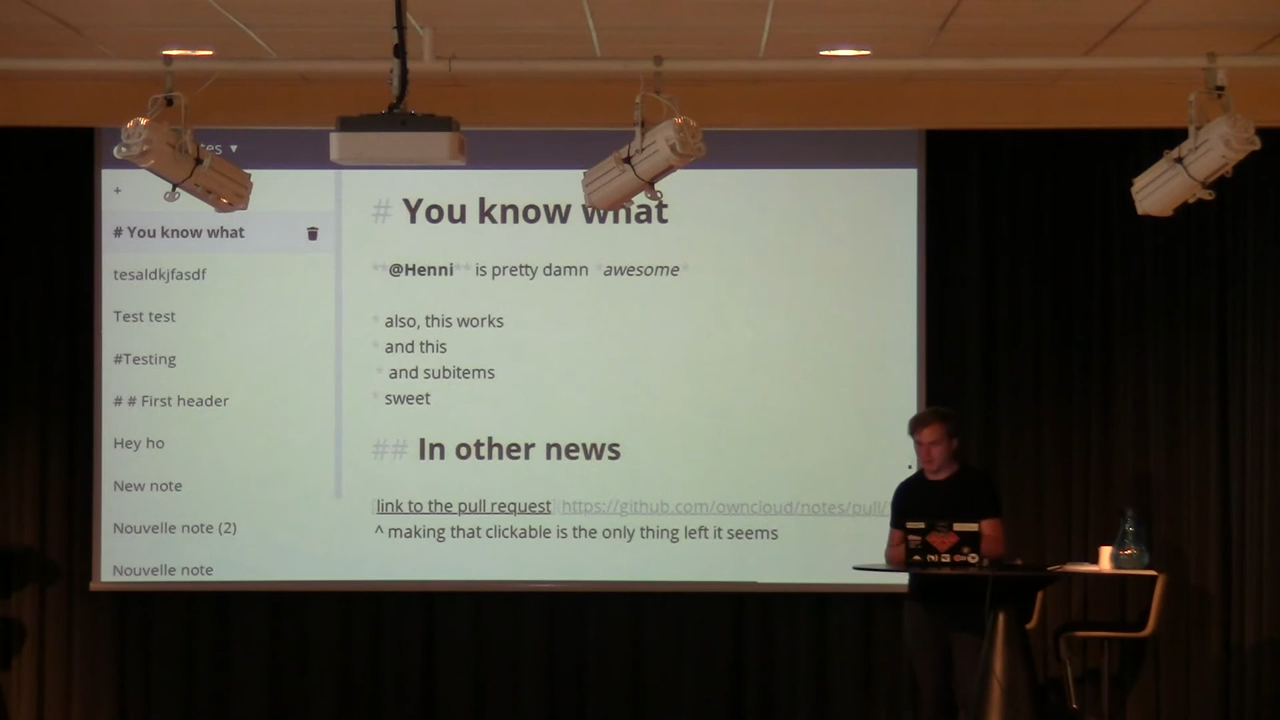 +
# You know what
tesaldkjfasdf
Test test
#Testing
# # First header
Hey ho
New note
Nouvelle note (2)
Nouvelle note
# You know what
**@Henni** is pretty damn *awesome*
* also, this works
* and this
* and subitems
* sweet
## In other news
[link to the pull request](https://github.com/owncloud/notes/pull/
^ making that clickable is the only thing left it seems